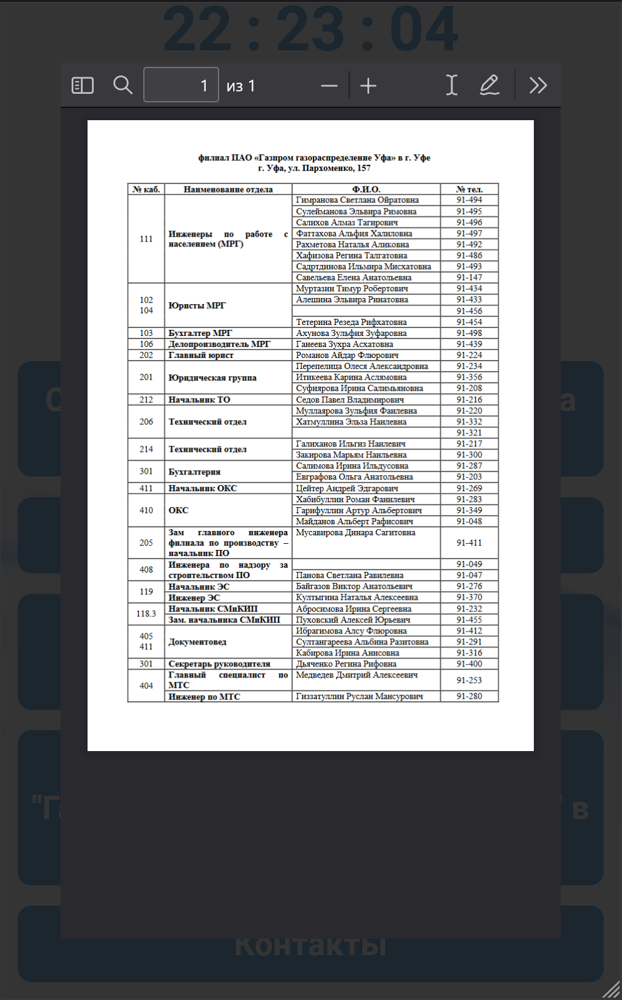 22 : 23 : 04
1 из 1
филиал ПАО «Газпром газораспределение Уфа» в г. Уфе
г. Уфа, ул. Пархоменко, 157
№ каб. Наименование отдела Ф.И.О. № тел.
111 Инженеры по работе с населением (МРГ) Гимранова Светлана Ойратовна 91-494
Сулейманова Эльвира Римовна 91-495
Салихов Алмаз Тагирович 91-496
Фаттахова Альфия Халиловна 91-497
Рахметова Наталья Аликовна 91-492
Хафизова Регина Талгатовна 91-486
Садртдинова Ильмира Мисхатовна 91-493
Савельева Елена Анатольевна 91-147
102 104 Юристы МРГ Муртазин Тимур Робертович 91-434
Алешина Эльвира Ринатовна 91-433
91-456
Тетерина Резеда Рифхатовна 91-454
103 Бухгалтер МРГ Ахунова Зульфия Зуфаровна 91-498
106 Делопроизводитель МРГ Ганеева Зухра Асхатовна 91-439
202 Главный юрист Романов Айдар Флюрович 91-224
201 Юридическая группа Перепелица Олеся Александровна 91-234
Итикеева Карина Аслямовна 91-356
Суфиярова Ирина Салимьяновна 91-208
212 Начальник ТО Седов Павел Владимирович 91-216
206 Технический отдел Муллаярова Зульфия Фаилевна 91-220
Хатмуллина Эльза Наилевна 91-332
91-321
214 Технический отдел Галиханов Ильгиз Наилевич 91-217
Закирова Марьям Наильевна 91-300
301 Бухгалтерия Салимова Ирина Ильдусовна 91-287
Евграфова Ольга Анатольевна 91-203
411 Начальник ОКС Цейтер Андрей Эдгарович 91-269
410 ОКС Хабибуллин Роман Фанилевич 91-283
Гарифуллин Артур Альбертович 91-349
Майданов Альберт Рафисович 91-048
205 Зам главного инженера филиала по производству – начальник ПО Мусавирова Динара Сагитовна 91-411
408 Инженера по надзору за строительством ПО 91-049
Панова Светлана Равилевна 91-047
119 Начальник ЭС Байгазов Виктор Анатольевич 91-276
Инженер ЭС Култыгина Наталья Алексеевна 91-370
118.3 Начальник СМиКИП Абросимова Ирина Сергеевна 91-232
Зам. начальника СМиКИП Пуховский Алексей Юрьевич 91-455
405 411 Документовед Ибрагимова Алсу Флюровна 91-412
Султангареева Альбина Разитовна 91-291
Кабирова Ирина Анисовна 91-316
301 Секретарь руководителя Дьяченко Регина Рифовна 91-400
404 Главный специалист по МТС Медведев Дмитрий Алексеевич 91-253
Инженер по МТС Гиззатуллин Руслан Мансурович 91-280
в
Контакты